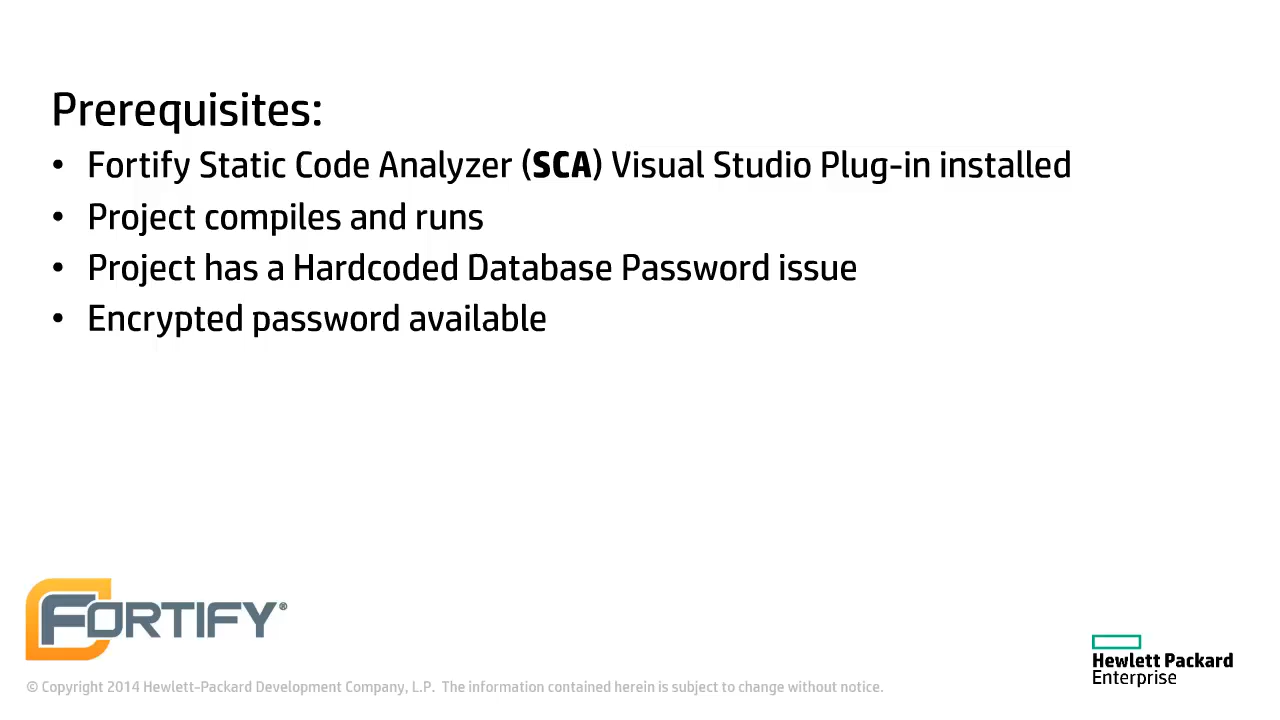 Prerequisites:
• Fortify Static Code Analyzer (SCA) Visual Studio Plug-in installed
• Project compiles and runs
• Project has a Hardcoded Database Password issue
• Encrypted password available
FORTIFY®
Hewlett Packard
Enterprise
© Copyright 2014 Hewlett-Packard Development Company, L.P. The information contained herein is subject to change without notice.